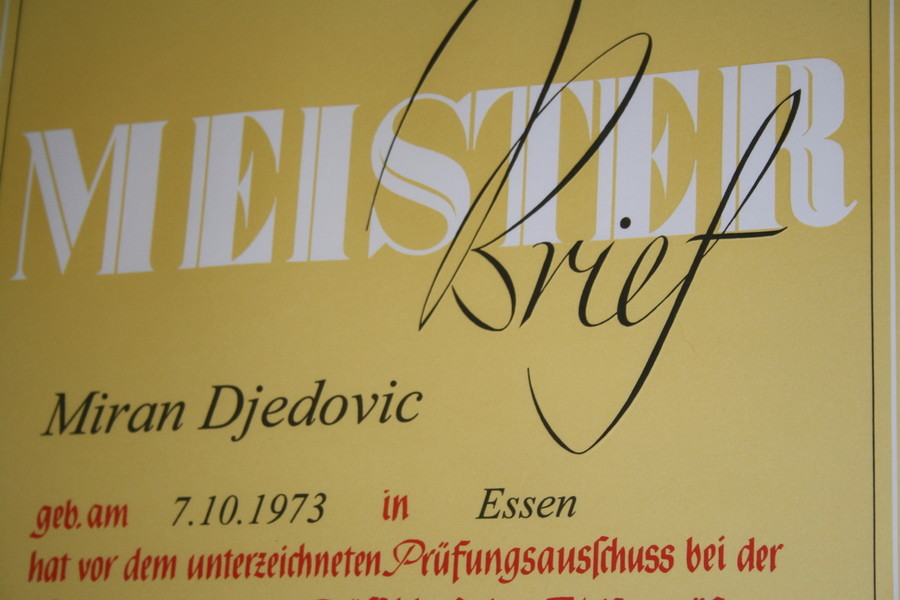 MEISTER
Brief
Miran Djedovic
geb. am 7.10.1973 in Essen
hat vor dem unterzeichneten Prüfungsausſchuss bei der